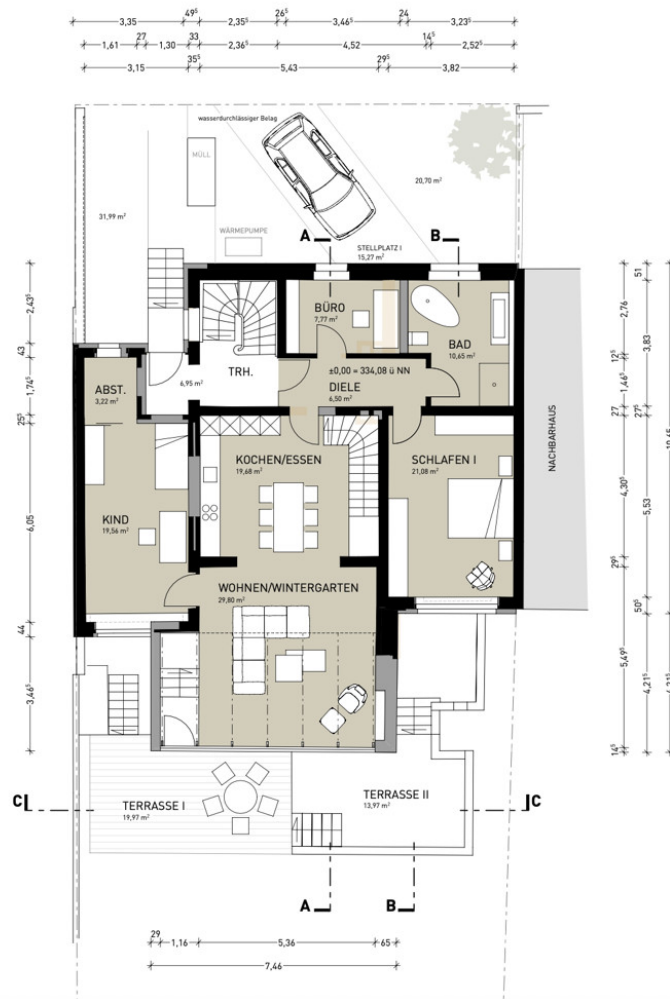 3,35
49⁵
2,35⁵
26⁵
3,46⁵
24
3,23⁵
1,61
27
1,30
33
2,36⁵
4,52
14⁵
2,52⁵
3,15
35⁵
5,43
29⁵
3,82
wasserdurchlässiger Belag
MÜLL
20,70 m²
31,99 m²
WÄRMEPUMPE
A
B
STELLPLATZ I
15,27 m²
2,43⁵
43
1,74⁵
25⁵
6,05
44
3,46⁵
BÜRO
7,77 m²
BAD
10,65 m²
TRH.
6,95 m²
±0,00 = 334,08 ü NN
DIELE
6,50 m²
ABST.
3,22 m²
KOCHEN/ESSEN
19,68 m²
SCHLAFEN I
21,08 m²
NACHBARHAUS
KIND
19,56 m²
WOHNEN/WINTERGARTEN
29,80 m²
2,76
12⁵
1,46⁵
27
4,30⁵
29⁵
5,49⁵
14⁵
51
3,83
27⁵
5,53
50⁵
4,21⁵
C
TERRASSE I
19,97 m²
TERRASSE II
13,97 m²
C
A
B
29
1,16
5,36
65
7,46